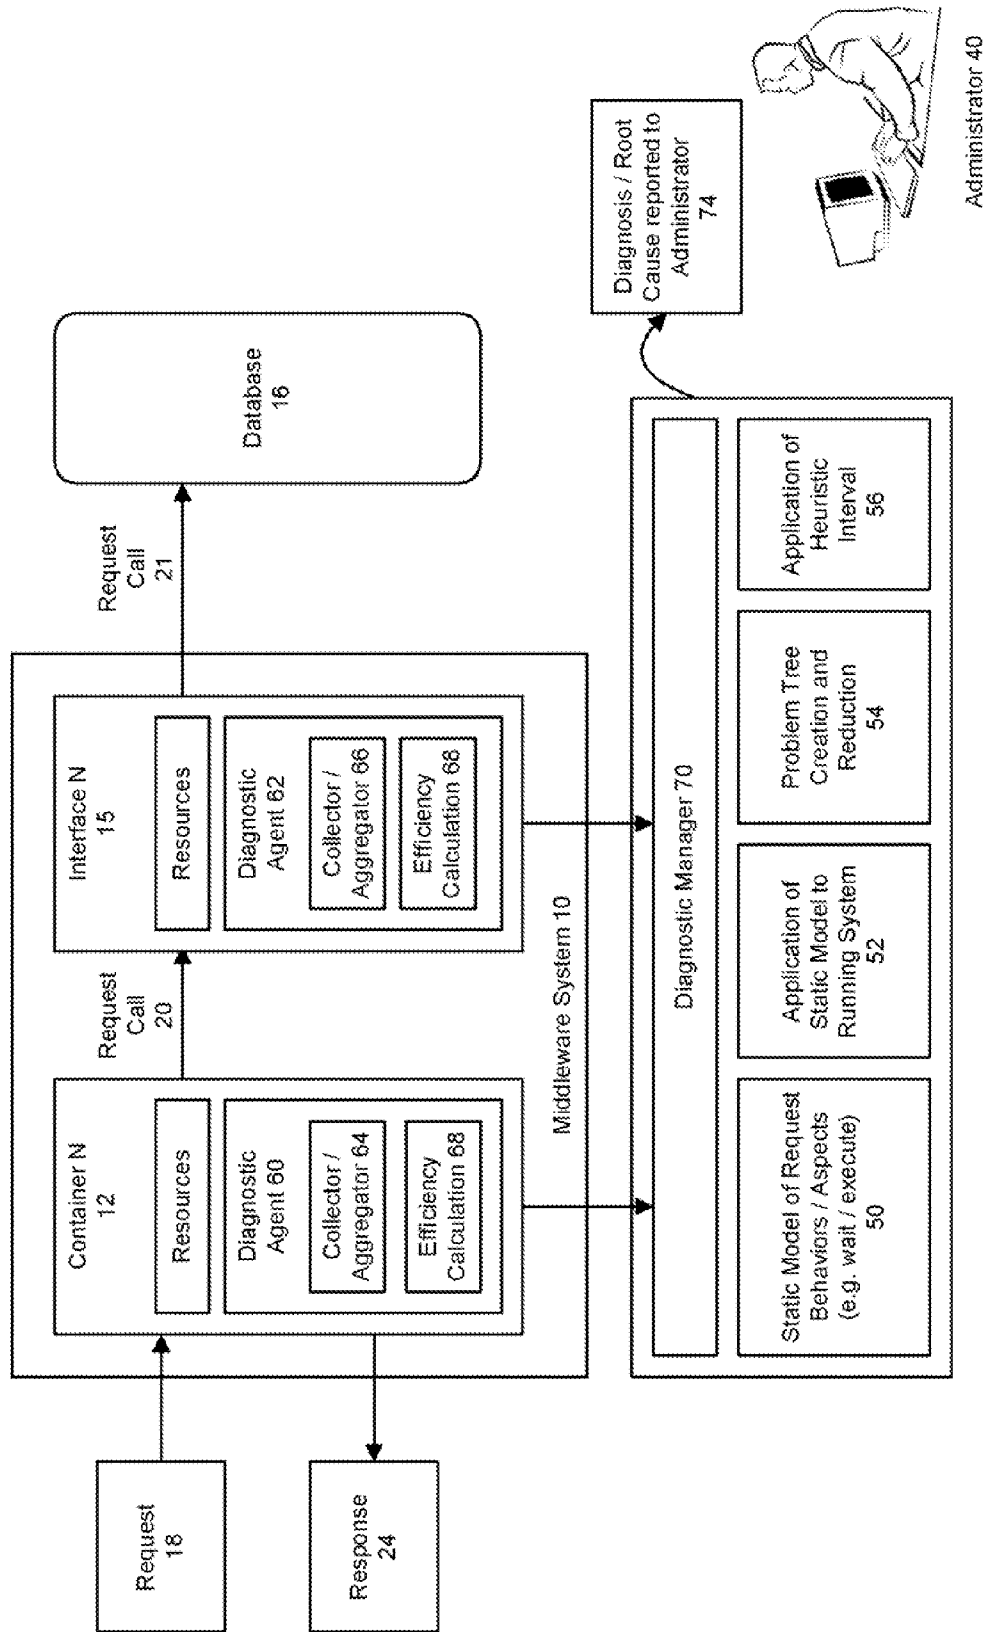 Request
18
Response
24
Container N
12
Resources
Diagnostic
Agent 60
Collector /
Aggregator 64
Efficiency
Calculation 68
Request
Call
20
Interface N
15
Resources
Diagnostic
Agent 62
Collector /
Aggregator 66
Efficiency
Calculation 68
Middleware System 10
Request
Call
21
Database
16
Diagnostic Manager 70
Static Model of Request
Behaviors / Aspects
(e.g. wait / execute)
50
Application of
Static Model to
Running System
52
Problem Tree
Creation and
Reduction
54
Application of
Heuristic
Interval
56
Diagnosis / Root
Cause reported to
Administrator
74
Administrator 40